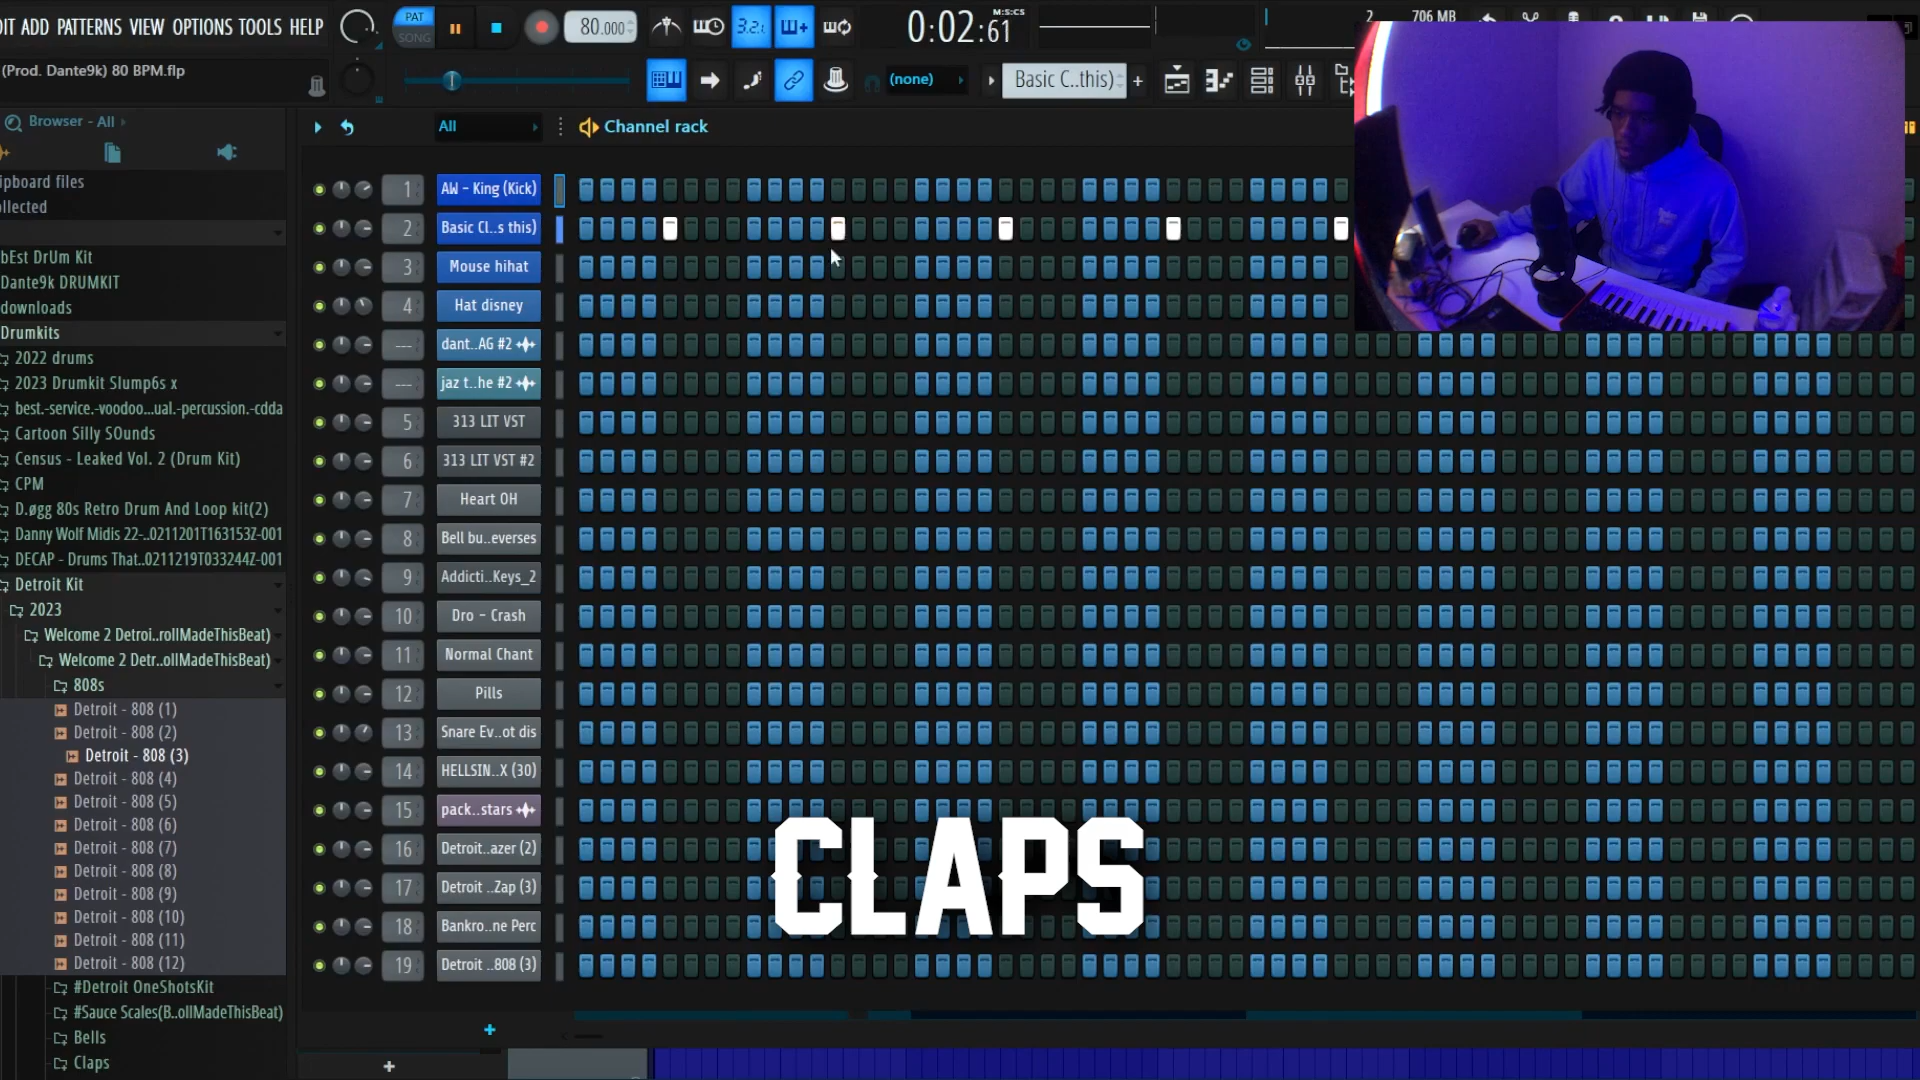 DIT ADD PATTERNS VIEW OPTIONS TOOLS HELP
PAT
SONG
80.000
3.2.
0:02:61
M:S:CS
2
706 MB
(Prod. Dante9k) 80 BPM.flp
(none)
Basic C..this)
Browser - All
All
Channel rack
ipboard files
llected
bEst DrUm Kit
Dante9k DRUMKIT
downloads
Drumkits
2022 drums
2023 Drumkit Slump6s x
best.-service.-voodoo...ual.-percussion.-cdda
Cartoon Silly SOunds
Census - Leaked Vol. 2 (Drum Kit)
CPM
D.øgg 80s Retro Drum And Loop kit(2)
Danny Wolf Midis 22-..0211201T163153Z-001
DECAP - Drums That..0211219T033244Z-001
Detroit Kit
2023
Welcome 2 Detroi..rollMadeThisBeat)
Welcome 2 Detr..ollMadeThisBeat)
808s
Detroit - 808 (1)
Detroit - 808 (2)
Detroit - 808 (3)
Detroit - 808 (4)
Detroit - 808 (5)
Detroit - 808 (6)
Detroit - 808 (7)
Detroit - 808 (8)
Detroit - 808 (9)
Detroit - 808 (10)
Detroit - 808 (11)
Detroit - 808 (12)
#Detroit OneShotsKit
#Sauce Scales(B..ollMadeThisBeat)
Bells
Claps
1 AW - King (Kick)
2 Basic Cl..s this)
3 Mouse hihat
4 Hat disney
--- dant..AG #2
--- jaz t..he #2
5 313 LIT VST
6 313 LIT VST #2
7 Heart OH
8 Bell bu..everses
9 Addicti..Keys_2
10 Dro - Crash
11 Normal Chant
12 Pills
13 Snare Ev..ot dis
14 HELLSIN..X (30)
15 pack..stars
16 Detroit..azer (2)
17 Detroit ..Zap (3)
18 Bankro..ne Perc
19 Detroit ..808 (3)
CLAPS